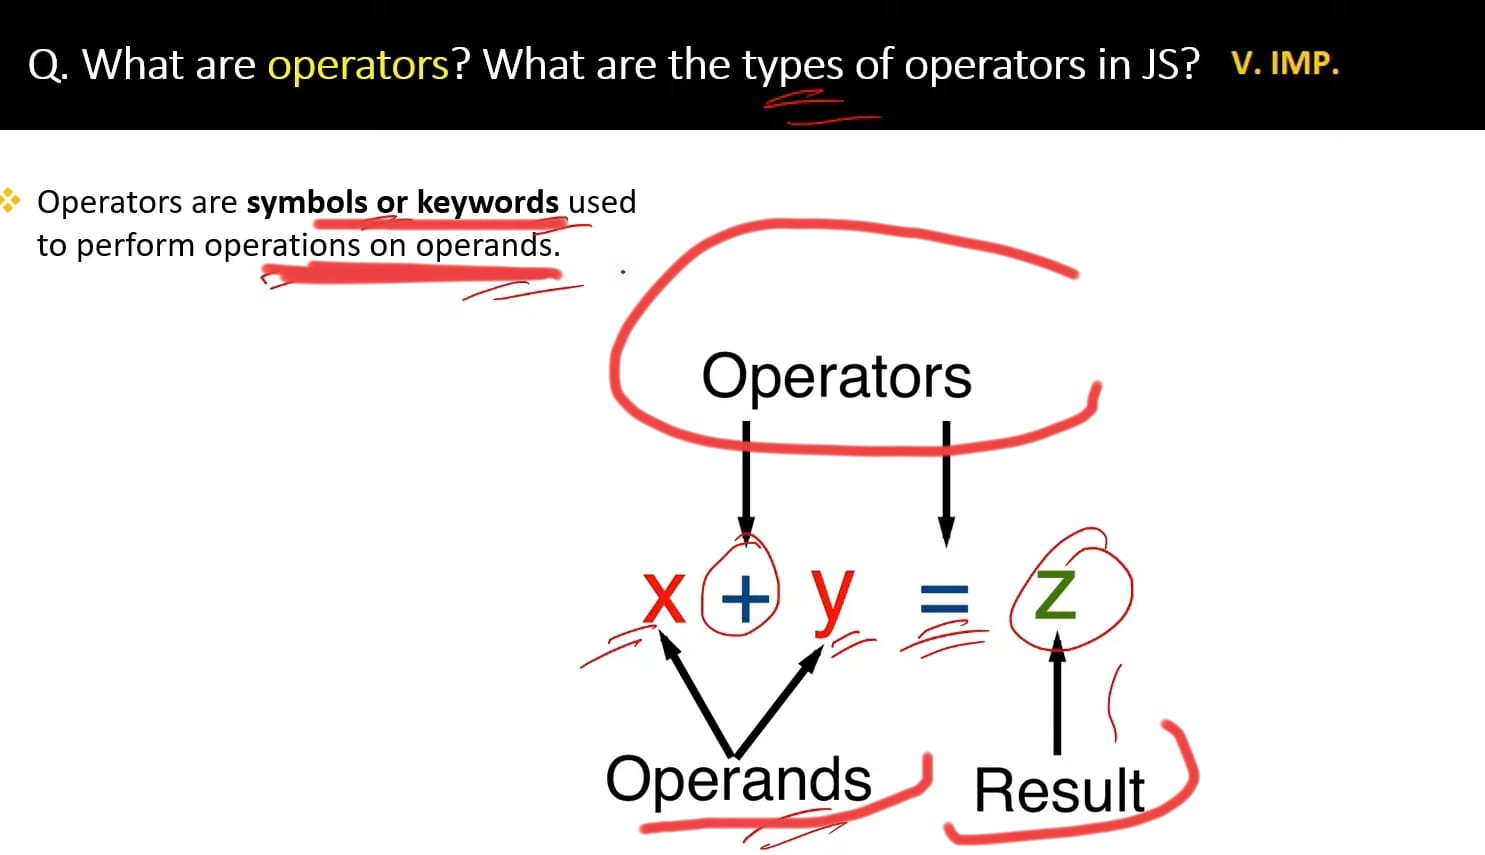 Q. What are operators? What are the types of operators in JS? V. IMP.
Operators are symbols or keywords used
to perform operations on operands.
Operators
x + y = z
Operands Result